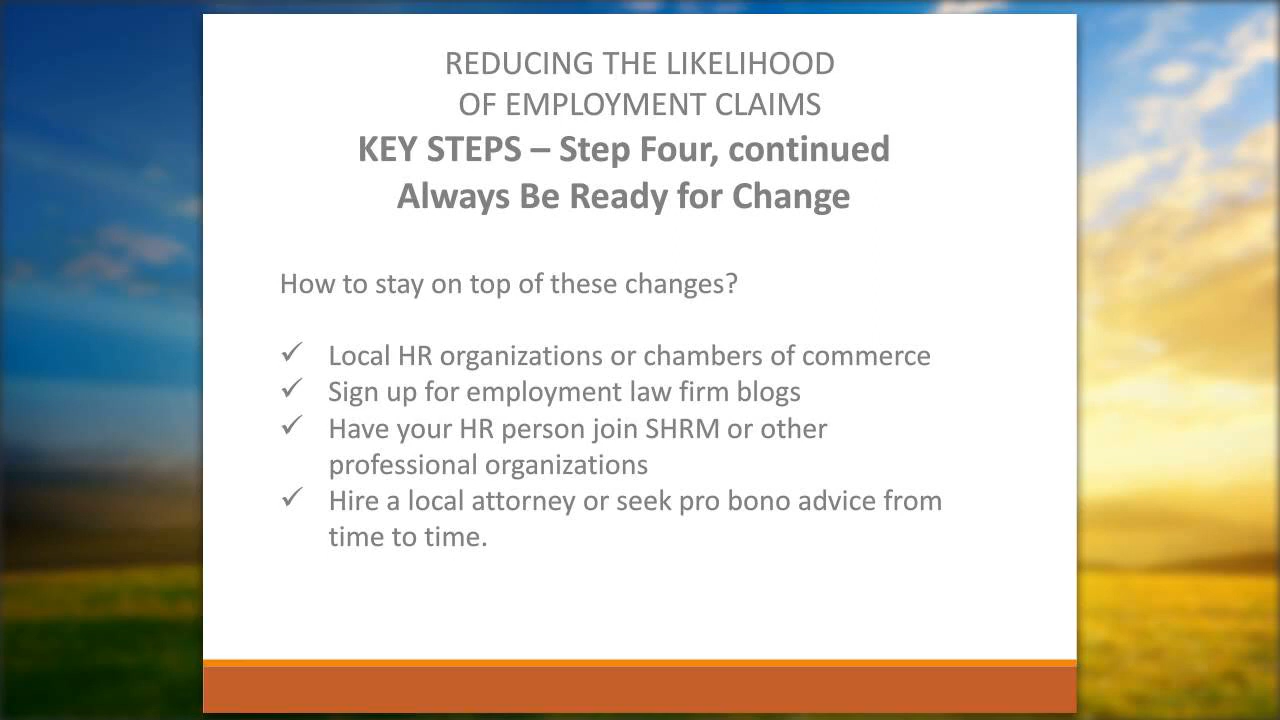 REDUCING THE LIKELIHOOD
OF EMPLOYMENT CLAIMS
KEY STEPS – Step Four, continued
Always Be Ready for Change
How to stay on top of these changes?
✓ Local HR organizations or chambers of commerce
✓ Sign up for employment law firm blogs
✓ Have your HR person join SHRM or other
professional organizations
✓ Hire a local attorney or seek pro bono advice from
time to time.